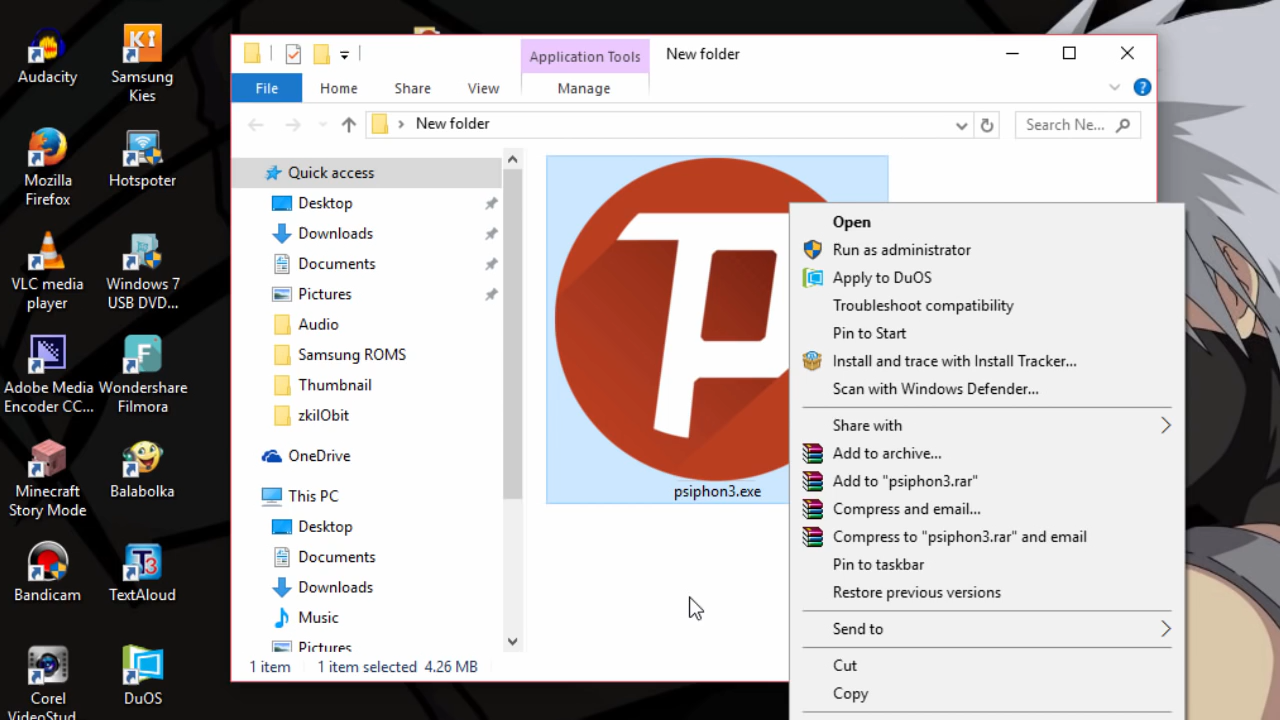 Audacity
Samsung
Kies
Mozilla
Firefox
Hotspoter
VLC media
player
Windows 7
USB DVD...
Adobe Media
Encoder CC...
Wondershare
Filmora
Minecraft
Story Mode
Balabolka
Bandicam
TextAloud
Corel
VideoStud
DuOS
Application Tools
New folder
File
Home
Share
View
Manage
New folder
Search Ne...
Quick access
Desktop
Downloads
Documents
Pictures
Audio
Samsung ROMS
Thumbnail
zkilObit
OneDrive
This PC
Desktop
Documents
Downloads
Music
Pictures
psiphon3.exe
1 item
1 item selected 4.26 MB
Open
Run as administrator
Apply to DuOS
Troubleshoot compatibility
Pin to Start
Install and trace with Install Tracker...
Scan with Windows Defender...
Share with
Add to archive...
Add to "psiphon3.rar"
Compress and email...
Compress to "psiphon3.rar" and email
Pin to taskbar
Restore previous versions
Send to
Cut
Copy